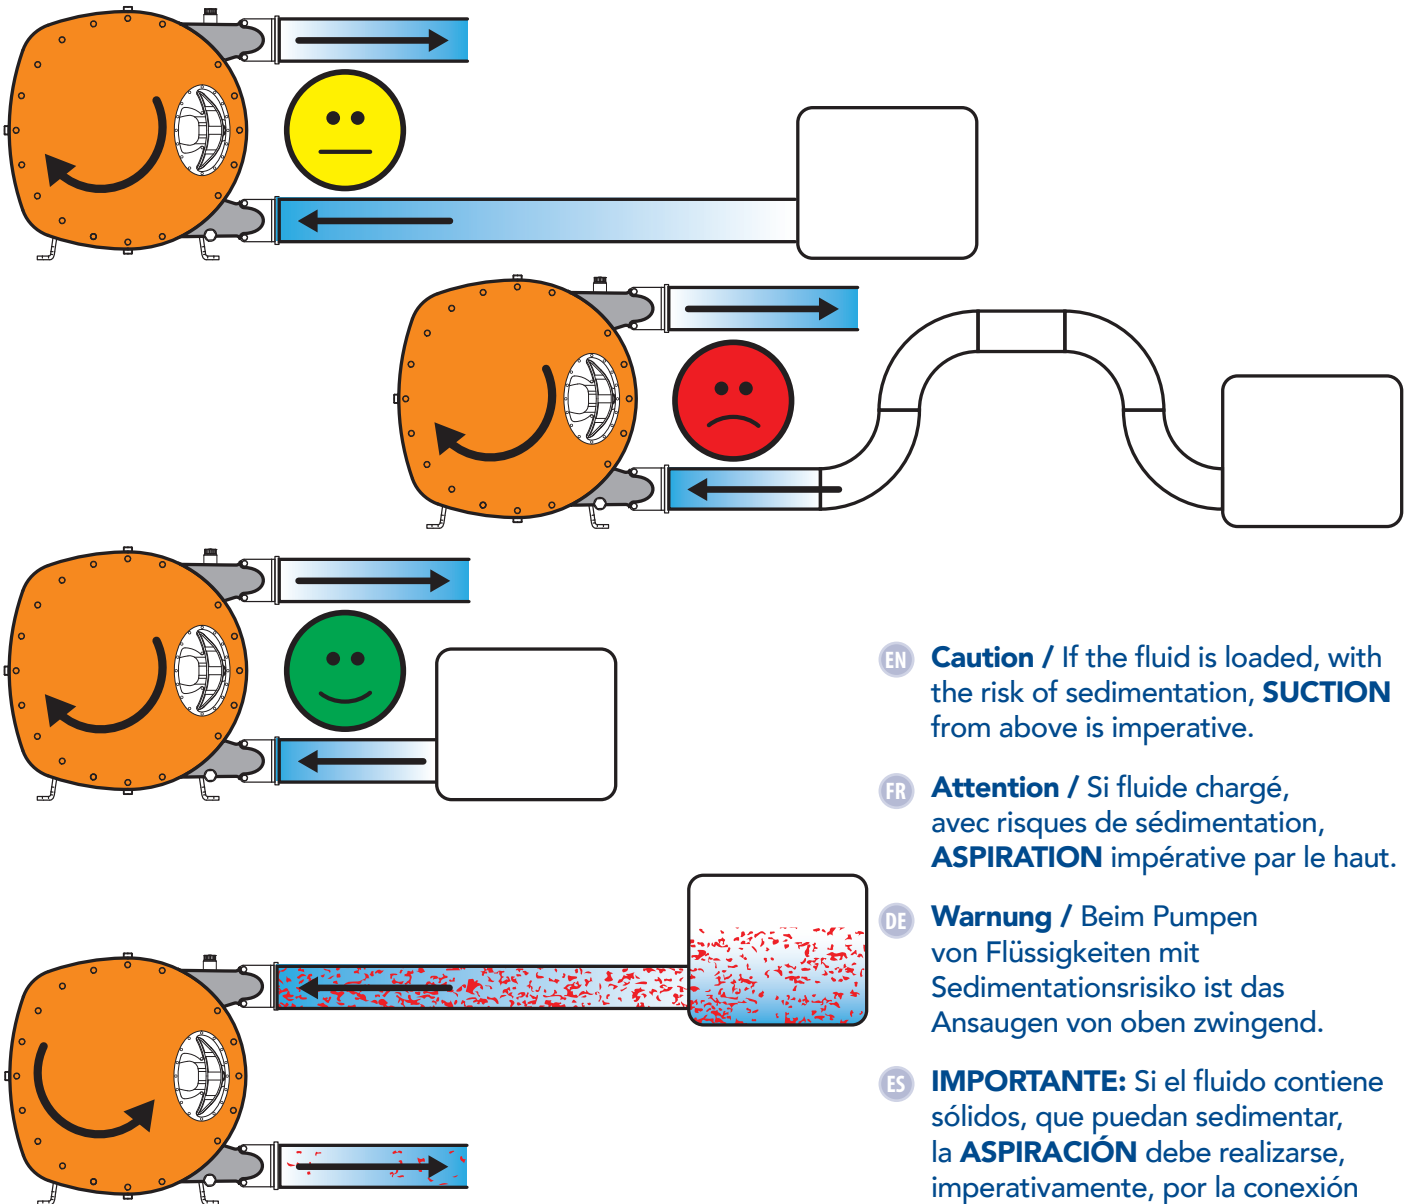 EN Caution / If the fluid is loaded, with
the risk of sedimentation, SUCTION
from above is imperative.
FR Attention / Si fluide chargé,
avec risques de sédimentation,
ASPIRATION impérative par le haut.
DE Warnung / Beim Pumpen
von Flüssigkeiten mit
Sedimentationsrisiko ist das
Ansaugen von oben zwingend.
ES IMPORTANTE: Si el fluido contiene
sólidos, que puedan sedimentar,
la ASPIRACIÓN debe realizarse,
imperativamente, por la conexión